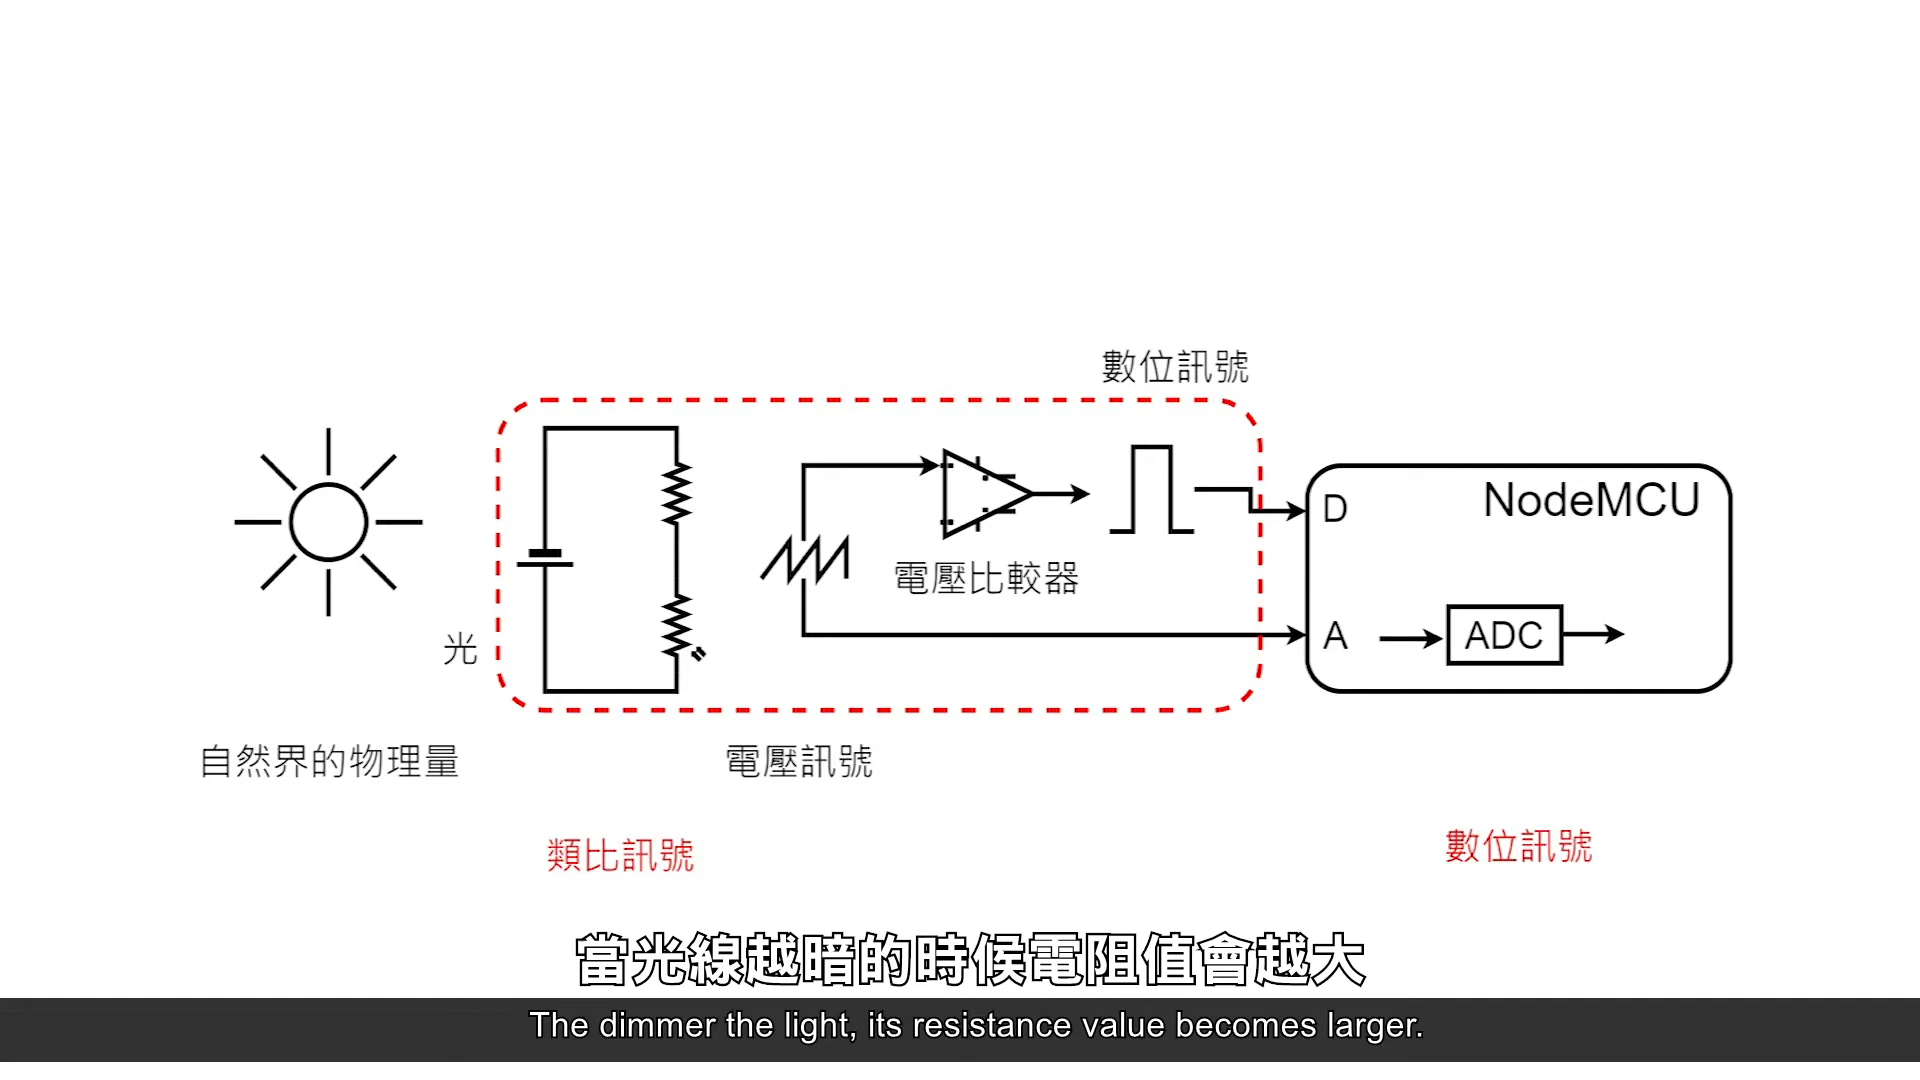 數位訊號
D
NodeMCU
電壓比較器
A
ADC
光
自然界的物理量
電壓訊號
類比訊號
數位訊號
當光線越暗的時候電阻值會越大
The dimmer the light, its resistance value becomes larger.